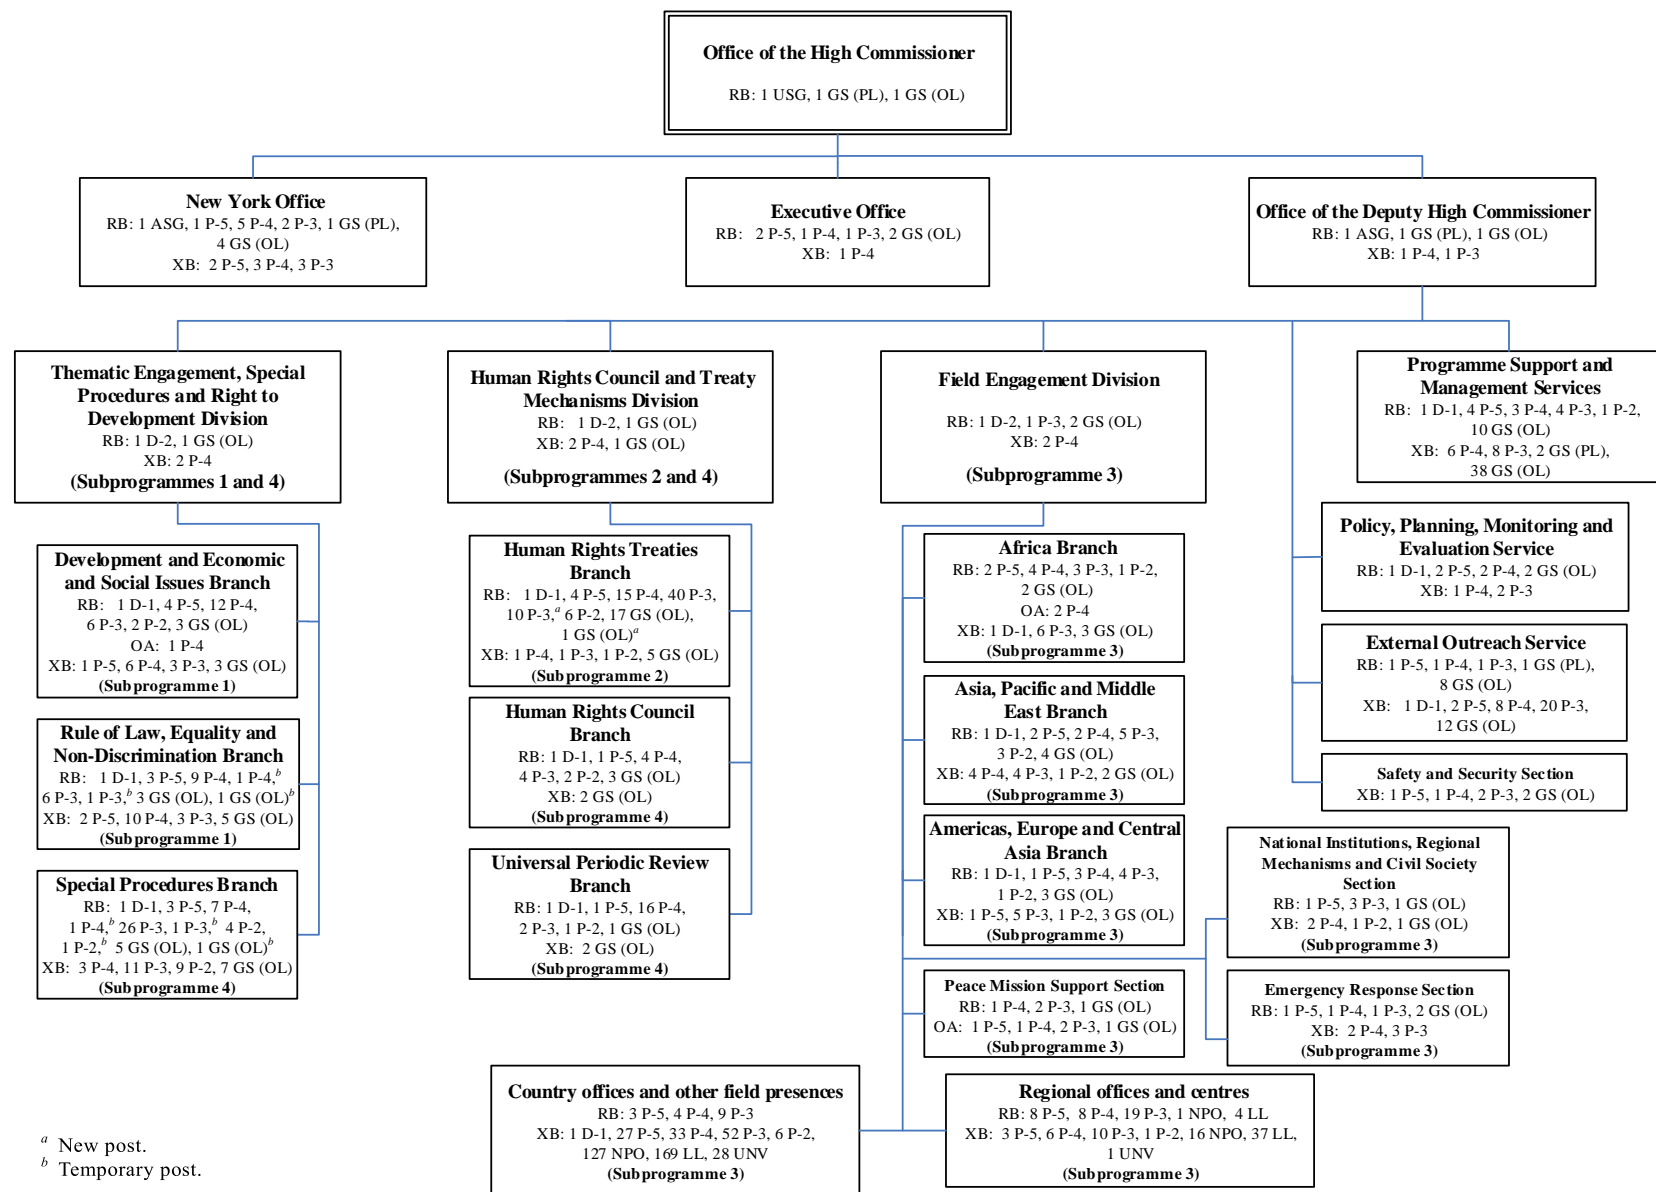 Office of the High Commissioner
RB: 1 USG, 1 GS (PL), 1 GS (OL)
New York Office
RB: 1 ASG, 1 P-5, 5 P-4, 2 P-3, 1 GS (PL),
4 GS (OL)
XB: 2 P-5, 3 P-4, 3 P-3
Executive Office
RB: 2 P-5, 1 P-4, 1 P-3, 2 GS (OL)
XB: 1 P-4
Office of the Deputy High Commissioner
RB: 1 ASG, 1 GS (PL), 1 GS (OL)
XB: 1 P-4, 1 P-3
Thematic Engagement, Special
Procedures and Right to
Development Division
RB: 1 D-2, 1 GS (OL)
XB: 2 P-4
(Subprogrammes 1 and 4)
Human Rights Council and Treaty
Mechanisms Division
RB: 1 D-2, 1 GS (OL)
XB: 2 P-4, 1 GS (OL)
(Subprogrammes 2 and 4)
Field Engagement Division
RB: 1 D-2, 1 P-3, 2 GS (OL)
XB: 2 P-4
(Subprogramme 3)
Programme Support and
Management Services
RB: 1 D-1, 4 P-5, 3 P-4, 4 P-3, 1 P-2,
10 GS (OL)
XB: 6 P-4, 8 P-3, 2 GS (PL),
38 GS (OL)
Development and Economic
and Social Issues Branch
RB: 1 D-1, 4 P-5, 12 P-4,
6 P-3, 2 P-2, 3 GS (OL)
OA: 1 P-4
XB: 1 P-5, 6 P-4, 3 P-3, 3 GS (OL)
(Subprogramme 1)
Rule of Law, Equality and
Non-Discrimination Branch
RB: 1 D-1, 3 P-5, 9 P-4, 1 P-4,b
6 P-3, 1 P-3,b 3 GS (OL), 1 GS (OL)b
XB: 2 P-5, 10 P-4, 3 P-3, 5 GS (OL)
(Subprogramme 1)
Special Procedures Branch
RB: 1 D-1, 3 P-5, 7 P-4,
1 P-4,b 26 P-3, 1 P-3,b 4 P-2,
1 P-2,b 5 GS (OL), 1 GS (OL)b
XB: 3 P-4, 11 P-3, 9 P-2, 7 GS (OL)
(Subprogramme 4)
Human Rights Treaties
Branch
RB: 1 D-1, 4 P-5, 15 P-4, 40 P-3,
10 P-3,a 6 P-2, 17 GS (OL),
1 GS (OL)a
XB: 1 P-4, 1 P-3, 1 P-2, 5 GS (OL)
(Subprogramme 2)
Human Rights Council
Branch
RB: 1 D-1, 1 P-5, 4 P-4,
4 P-3, 2 P-2, 3 GS (OL)
XB: 2 GS (OL)
(Subprogramme 4)
Universal Periodic Review
Branch
RB: 1 D-1, 1 P-5, 16 P-4,
2 P-3, 1 P-2, 1 GS (OL)
XB: 2 GS (OL)
(Subprogramme 4)
Africa Branch
RB: 2 P-5, 4 P-4, 3 P-3, 1 P-2,
2 GS (OL)
OA: 2 P-4
XB: 1 D-1, 6 P-3, 3 GS (OL)
(Subprogramme 3)
Asia, Pacific and Middle
East Branch
RB: 1 D-1, 2 P-5, 2 P-4, 5 P-3,
3 P-2, 4 GS (OL)
XB: 4 P-4, 4 P-3, 1 P-2, 2 GS (OL)
(Subprogramme 3)
Americas, Europe and Central
Asia Branch
RB: 1 D-1, 1 P-5, 3 P-4, 4 P-3,
1 P-2, 3 GS (OL)
XB: 1 P-5, 5 P-3, 1 P-2, 3 GS (OL)
(Subprogramme 3)
Peace Mission Support Section
RB: 1 P-4, 2 P-3, 1 GS (OL)
OA: 1 P-5, 1 P-4, 2 P-3, 1 GS (OL)
(Subprogramme 3)
Policy, Planning, Monitoring and
Evaluation Service
RB: 1 D-1, 2 P-5, 2 P-4, 2 GS (OL)
XB: 1 P-4, 2 P-3
External Outreach Service
RB: 1 P-5, 1 P-4, 1 P-3, 1 GS (PL),
8 GS (OL)
XB: 1 D-1, 2 P-5, 8 P-4, 20 P-3,
12 GS (OL)
Safety and Security Section
XB: 1 P-5, 1 P-4, 2 P-3, 2 GS (OL)
National Institutions, Regional
Mechanisms and Civil Society
Section
RB: 1 P-5, 3 P-3, 1 GS (OL)
XB: 2 P-4, 1 P-2, 1 GS (OL)
(Subprogramme 3)
Emergency Response Section
RB: 1 P-5, 1 P-4, 1 P-3, 2 GS (OL)
XB: 2 P-4, 3 P-3
(Subprogramme 3)
Country offices and other field presences
RB: 3 P-5, 4 P-4, 9 P-3
XB: 1 D-1, 27 P-5, 33 P-4, 52 P-3, 6 P-2,
127 NPO, 169 LL, 28 UNV
(Subprogramme 3)
Regional offices and centres
RB: 8 P-5, 8 P-4, 19 P-3, 1 NPO, 4 LL
XB: 3 P-5, 6 P-4, 10 P-3, 1 P-2, 16 NPO, 37 LL,
1 UNV
(Subprogramme 3)
a New post.
b Temporary post.